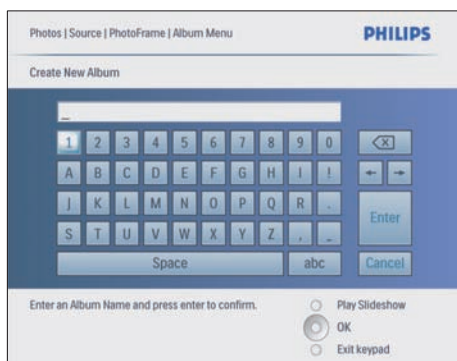 Photos | Source | PhotoFrame | Album Menu
PHILIPS
Create New Album
_
1 2 3 4 5 6 7 8 9 0
A B C D E F G H I !
J K L M N O P Q R .
Enter
S T U V W X Y Z , _
Space abc Cancel
Enter an Album Name and press enter to confirm.
Play Slideshow
OK
Exit keypad